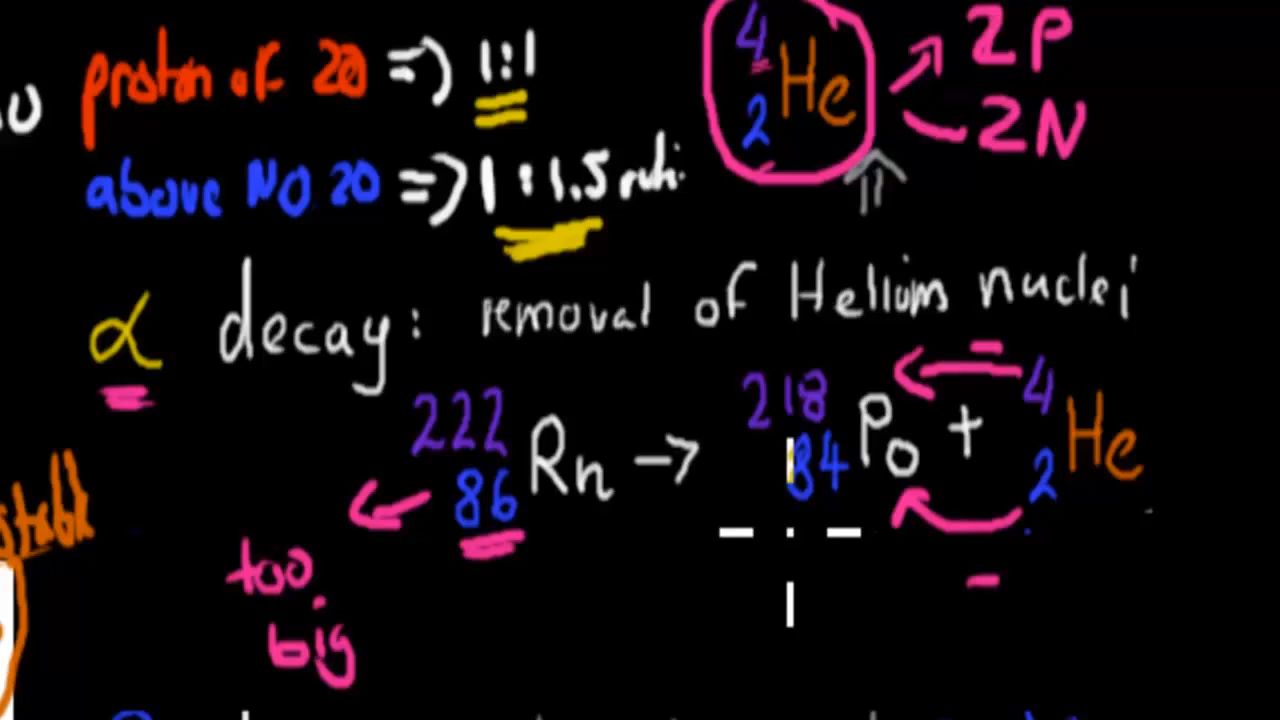 proton of 20 => 1:1
4
2 He
2P
2N
above NO 20 => 1:1.5
α decay: removal of Helium nuclei
222
86 Rn → 218
84 Po + 4
2 He
too
big